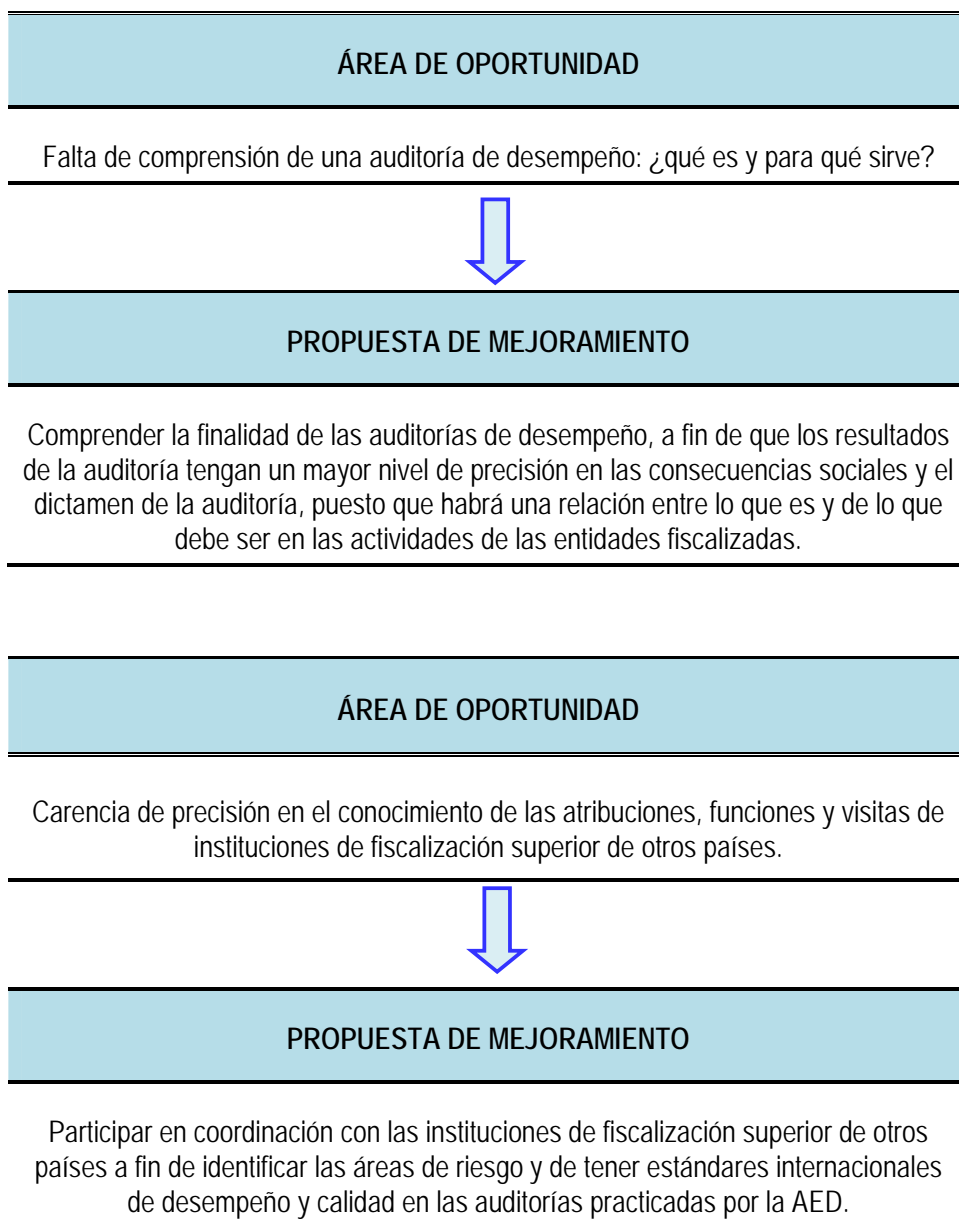 ÁREA DE OPORTUNIDAD
Falta de comprensión de una auditoría de desempeño: ¿qué es y para qué sirve?
PROPUESTA DE MEJORAMIENTO
Comprender la finalidad de las auditorías de desempeño, a fin de que los resultados
de la auditoría tengan un mayor nivel de precisión en las consecuencias sociales y el
dictamen de la auditoría, puesto que habrá una relación entre lo que es y de lo que
debe ser en las actividades de las entidades fiscalizadas.
ÁREA DE OPORTUNIDAD
Carencia de precisión en el conocimiento de las atribuciones, funciones y visitas de
instituciones de fiscalización superior de otros países.
PROPUESTA DE MEJORAMIENTO
Participar en coordinación con las instituciones de fiscalización superior de otros
países a fin de identificar las áreas de riesgo y de tener estándares internacionales
de desempeño y calidad en las auditorías practicadas por la AED.